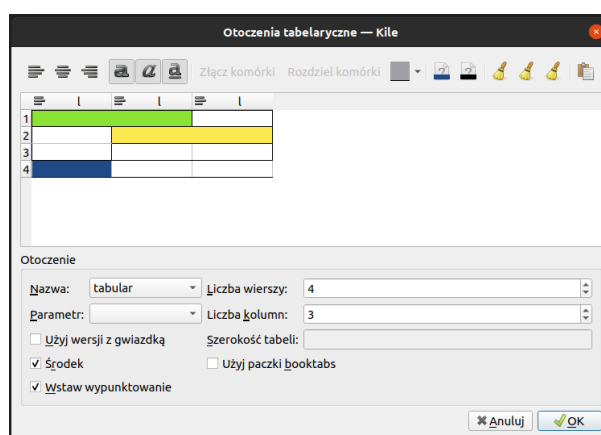 Otoczenia tabelaryczne — Kile
a a a Złącz komórki Rozdziel komórki
l l l
1
2
3
4
Otoczenie
Nazwa: tabular Liczba wierszy: 4
Parametr: Liczba kolumn: 3
Użyj wersji z gwiazdką Szerokość tabeli:
Środek Użyj paczki booktabs
Wstaw wypunktowanie
Anuluj OK